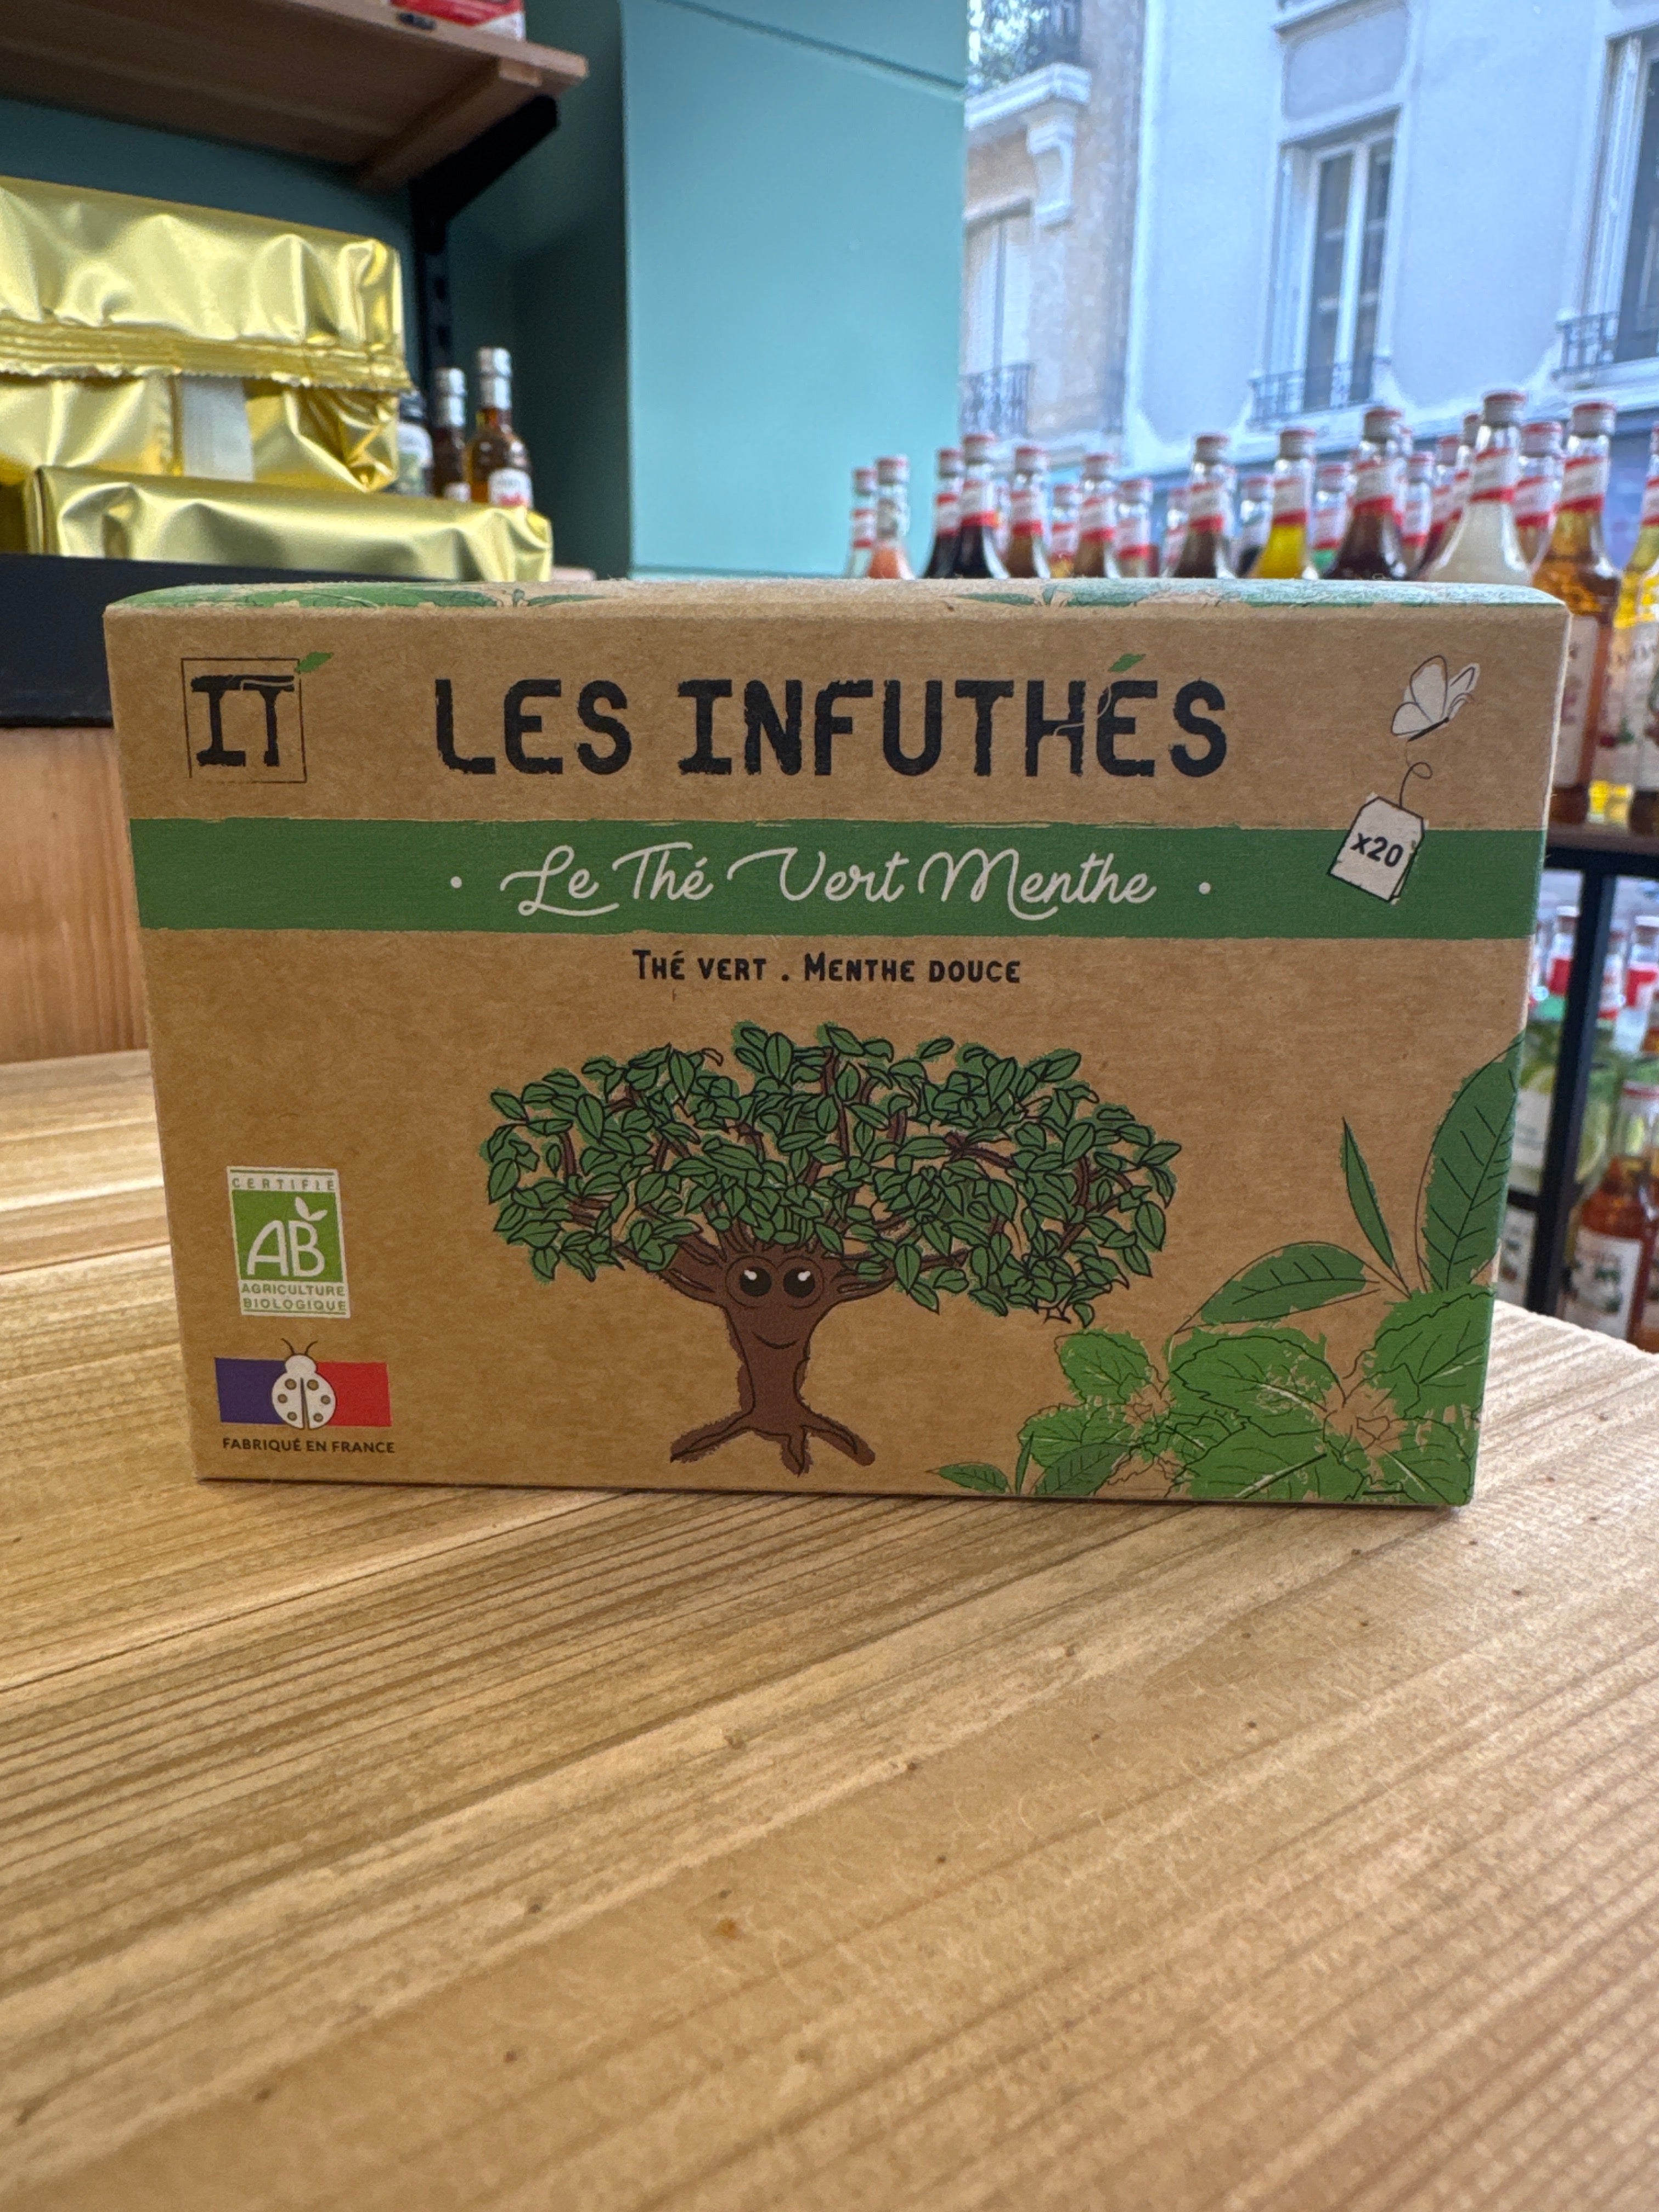 IT
LES INFUTHÉS
x20
· Le Thé Vert Menthe ·
THÉ VERT . MENTHE DOUCE
CERTIFIÉ
AB
AGRICULTURE
BIOLOGIQUE
FABRIQUÉ EN FRANCE